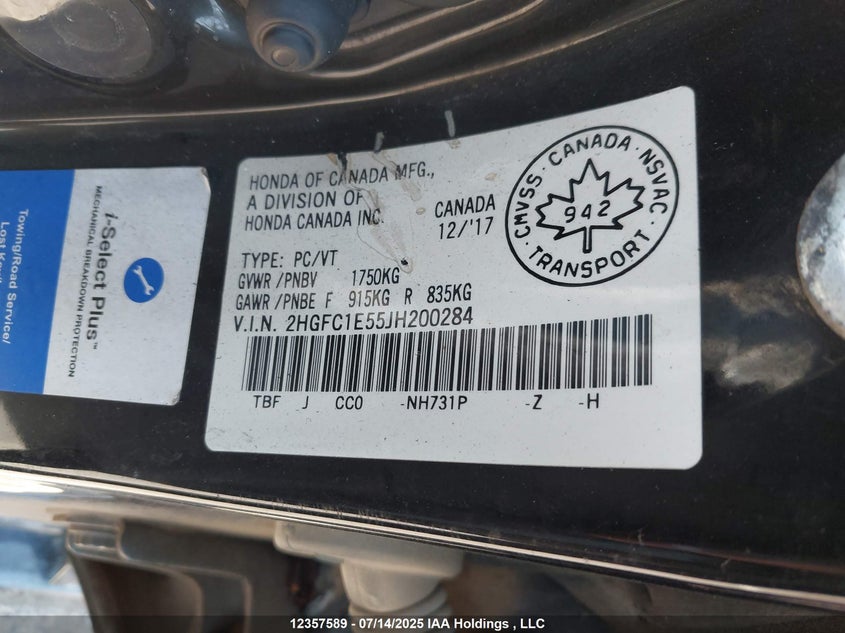 HONDA OF CANADA MFG.,
A DIVISION OF
HONDA CANADA INC.
CANADA
12/'17
TYPE: PC/VT
GVWR/PNBV 1750KG
GAWR/PNBE F 915KG R 835KG
V.I.N. 2HGFC1E55JH200284
TBF J CC0 -NH731P -Z -H
CMVSS · CANADA · NSVAC
942
· TRANSPORT ·
i-Select Plus™
MECHANICAL BREAKDOWN PROTECTION
Towing/Road Service/
12357589 - 07/14/2025 IAA Holdings , LLC